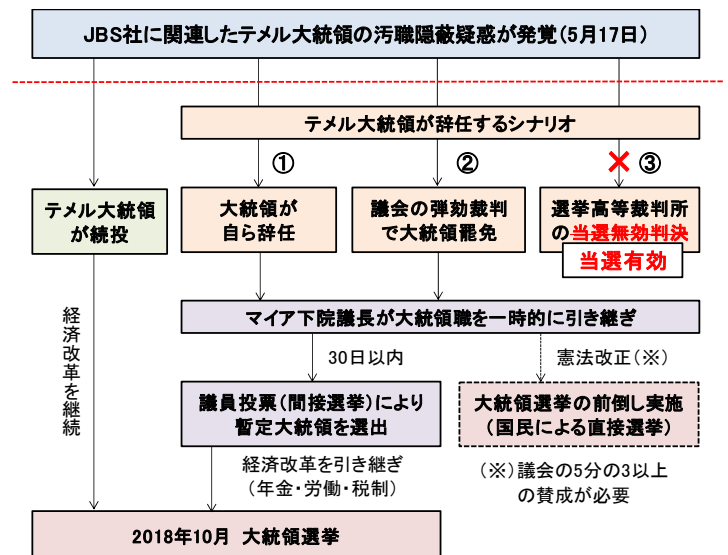 JBS社に関連したテメル大統領の汚職隠蔽疑惑が発覚(5月17日)
テメル大統領が辞任するシナリオ
①
②
✕ ③
テメル大統領
が続投
大統領が
自ら辞任
議会の弾劾裁判
で大統領罷免
選挙高等裁判所
の当選無効判決
当選有効
マイア下院議長が大統領職を一時的に引き継ぎ
経済改革を継続
30日以内
憲法改正(※)
議員投票(間接選挙)により
暫定大統領を選出
大統領選挙の前倒し実施
(国民による直接選挙)
経済改革を引き継ぎ
(年金・労働・税制)
(※)議会の5分の3以上
の賛成が必要
2018年10月 大統領選挙